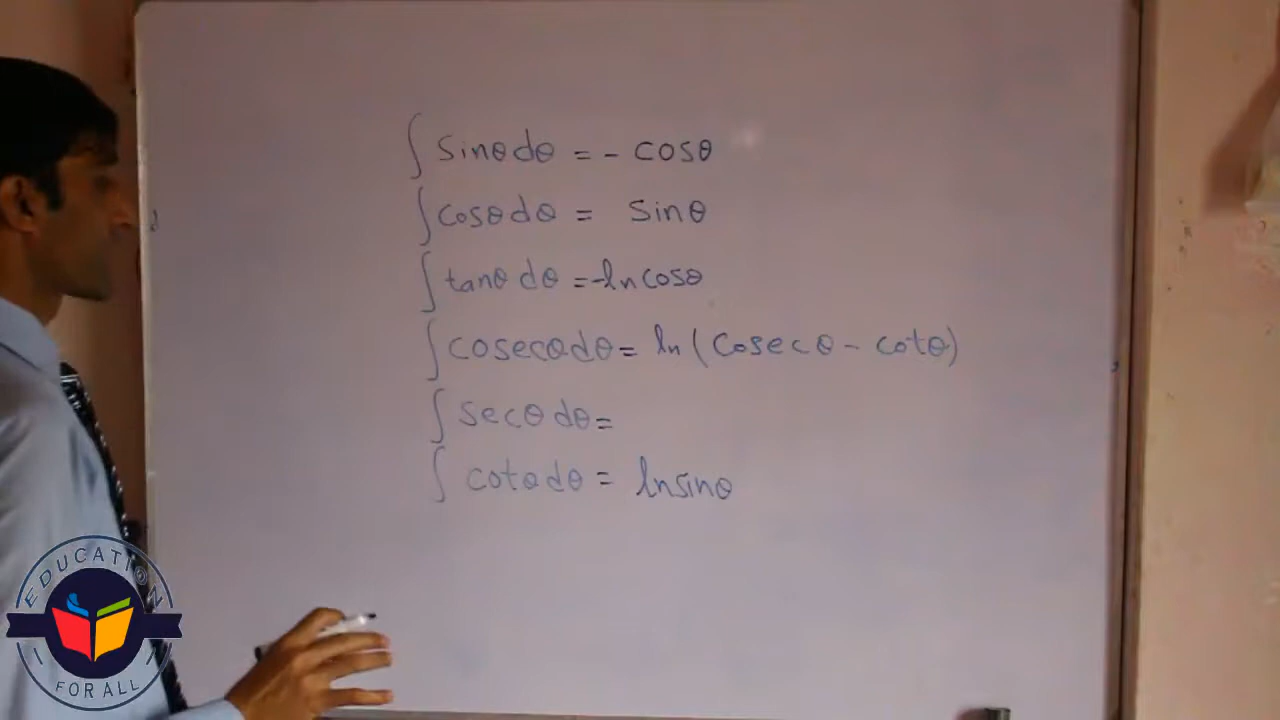 ∫ sinθ dθ = - cosθ
∫ cosθ dθ = sinθ
∫ tanθ dθ = -ln cosθ
∫ cosecθ dθ = ln (cosecθ - cotθ)
∫ secθ dθ =
∫ cotθ dθ = ln sinθ
EDUCATION
FOR ALL